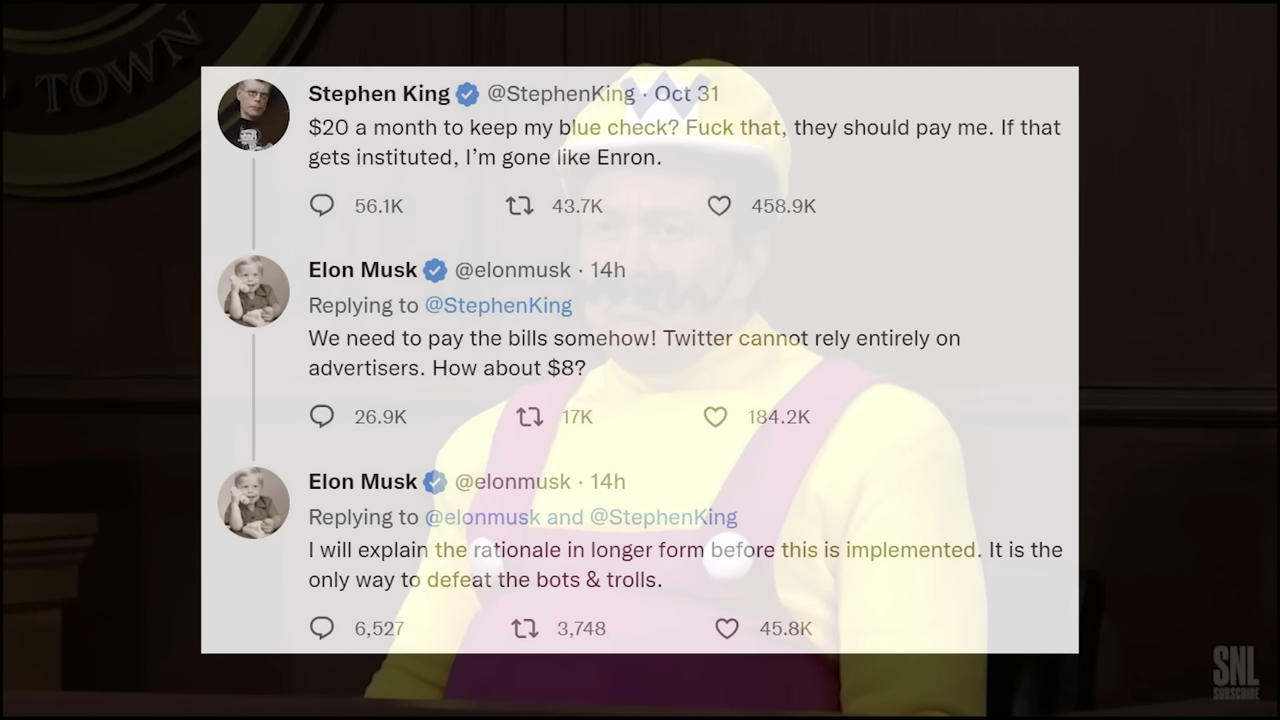 TOWN
Stephen King @StephenKing · Oct 31
$20 a month to keep my blue check? Fuck that, they should pay me. If that
gets instituted, I’m gone like Enron.
56.1K 43.7K 458.9K
Elon Musk @elonmusk · 14h
Replying to @StephenKing
We need to pay the bills somehow! Twitter cannot rely entirely on
advertisers. How about $8?
26.9K 17K 184.2K
Elon Musk @elonmusk · 14h
Replying to @elonmusk and @StephenKing
I will explain the rationale in longer form before this is implemented. It is the
only way to defeat the bots & trolls.
6,527 3,748 45.8K
SNL
SUBSCRIBE